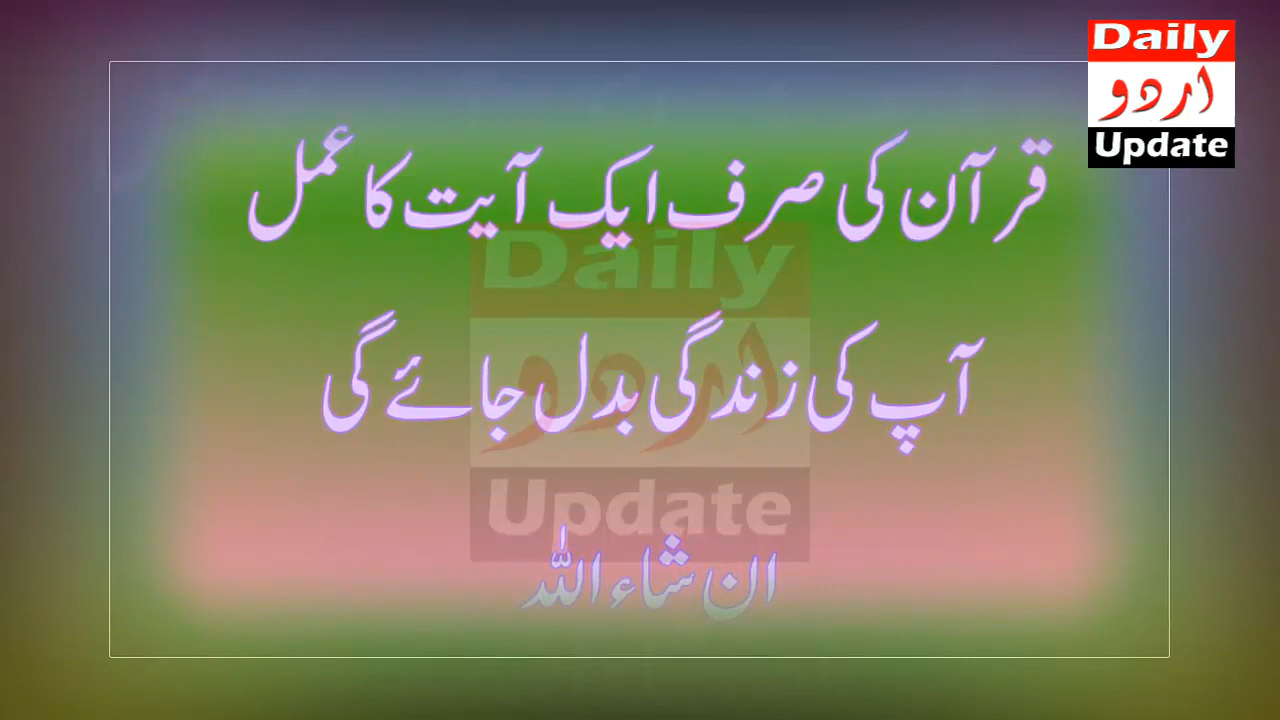 Daily
اردو
Update
قرآن کی صرف ایک آیت کا عمل
آپ کی زندگی بدل جائے گی
ان شاء اللہ
Daily
اردو
Update